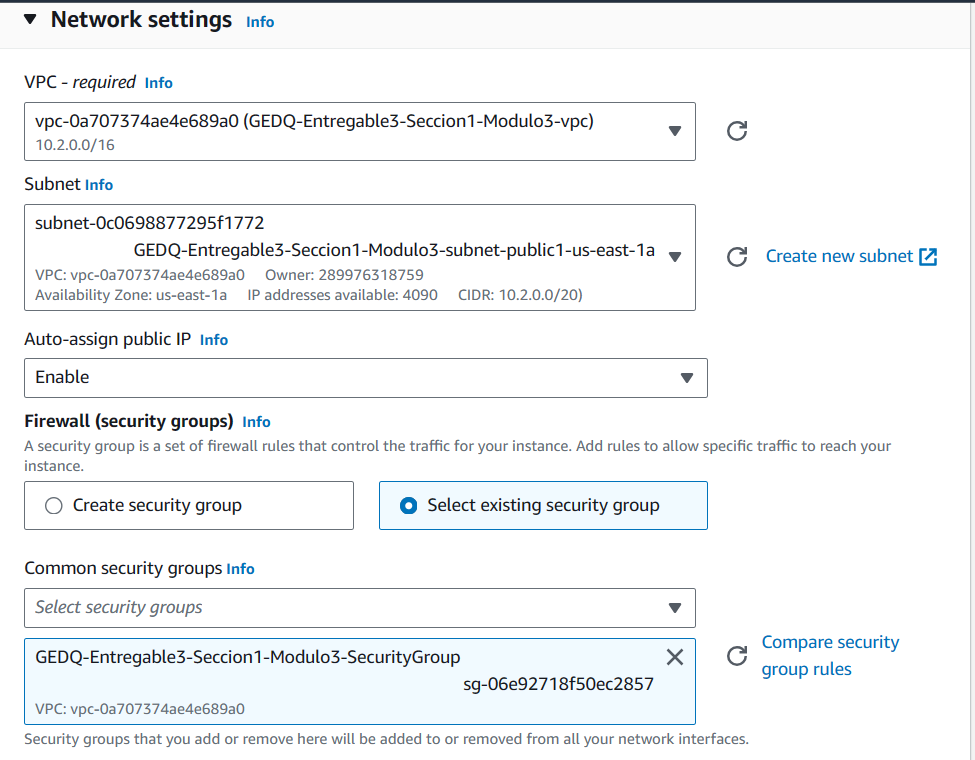 Network settings Info
VPC - required Info
vpc-0a707374ae4e689a0 (GEDQ-Entregable3-Seccion1-Modulo3-vpc)
10.2.0.0/16
Subnet Info
subnet-0c0698877295f1772
GEDQ-Entregable3-Seccion1-Modulo3-subnet-public1-us-east-1a
VPC: vpc-0a707374ae4e689a0 Owner: 289976318759
Availability Zone: us-east-1a IP addresses available: 4090 CIDR: 10.2.0.0/20)
Create new subnet
Auto-assign public IP Info
Enable
Firewall (security groups) Info
A security group is a set of firewall rules that control the traffic for your instance. Add rules to allow specific traffic to reach your
instance.
Create security group
Select existing security group
Common security groups Info
Select security groups
GEDQ-Entregable3-Seccion1-Modulo3-SecurityGroup
sg-06e92718f50ec2857
VPC: vpc-0a707374ae4e689a0
Compare security
group rules
Security groups that you add or remove here will be added to or removed from all your network interfaces.